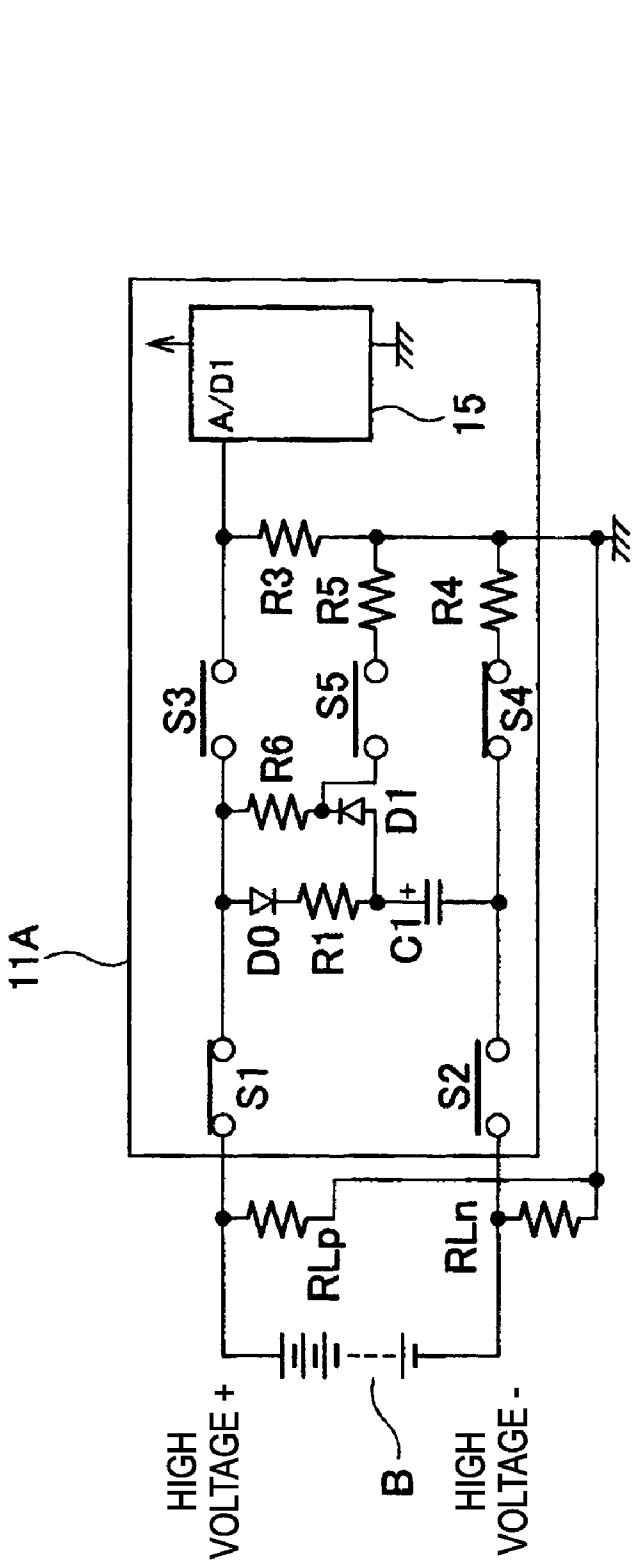 11A
HIGH
VOLTAGE +
HIGH
VOLTAGE -
B
RLp
RLn
S1
S2
D0
R1
C1
+
R6
D1
S3
S5
S4
R3
R5
R4
A/D1
15